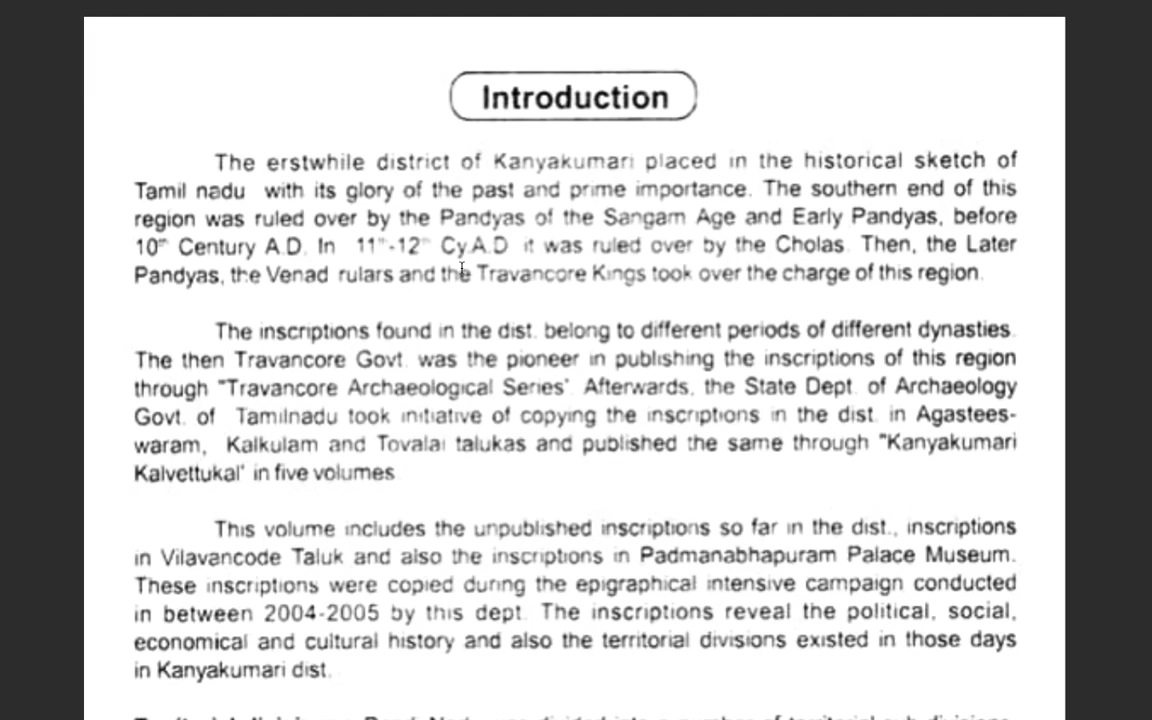 Introduction
The erstwhile district of Kanyakumari placed in the historical sketch of
Tamil nadu with its glory of the past and prime importance. The southern end of this
region was ruled over by the Pandyas of the Sangam Age and Early Pandyas, before
10th Century A.D. In 11th-12th Cy.A.D it was ruled over by the Cholas. Then, the Later
Pandyas, the Venad rulars and the Travancore Kings took over the charge of this region.
The inscriptions found in the dist. belong to different periods of different dynasties.
The then Travancore Govt. was the pioneer in publishing the inscriptions of this region
through "Travancore Archaeological Series" Afterwards, the State Dept. of Archaeology
Govt. of Tamilnadu took initiative of copying the inscriptions in the dist. in Agastees-
waram, Kalkulam and Tovalai talukas and published the same through "Kanyakumari
Kalvettukal" in five volumes
This volume includes the unpublished inscriptions so far in the dist., inscriptions
in Vilavancode Taluk and also the inscriptions in Padmanabhapuram Palace Museum.
These inscriptions were copied during the epigraphical intensive campaign conducted
in between 2004-2005 by this dept. The inscriptions reveal the political, social,
economical and cultural history and also the territorial divisions existed in those days
in Kanyakumari dist.